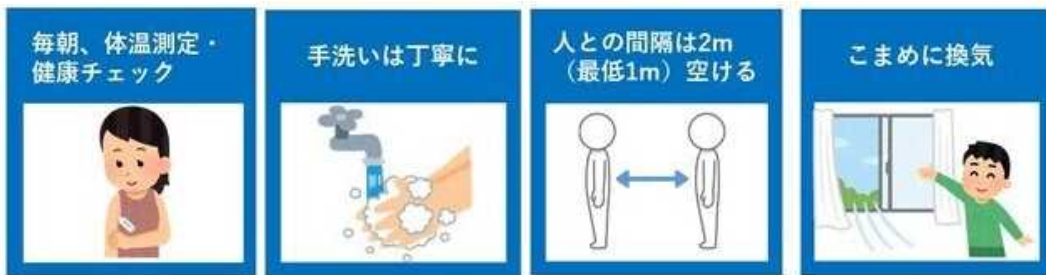 毎朝、体温測定・
健康チェック
手洗いは丁寧に
人との間隔は2m
（最低1m）空ける
こまめに換気